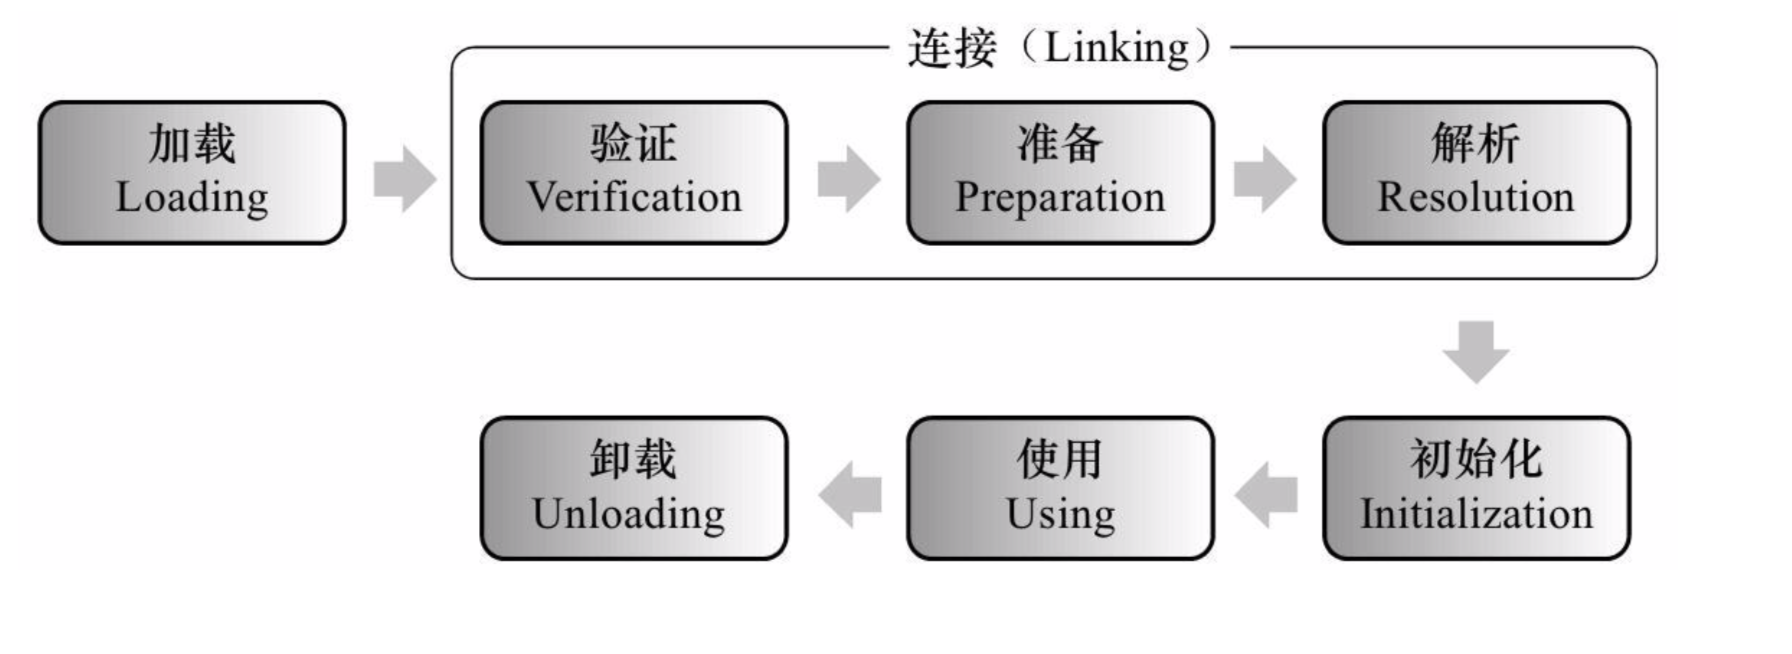 连接（Linking）
加载
Loading
验证
Verification
准备
Preparation
解析
Resolution
初始化
Initialization
使用
Using
卸载
Unloading